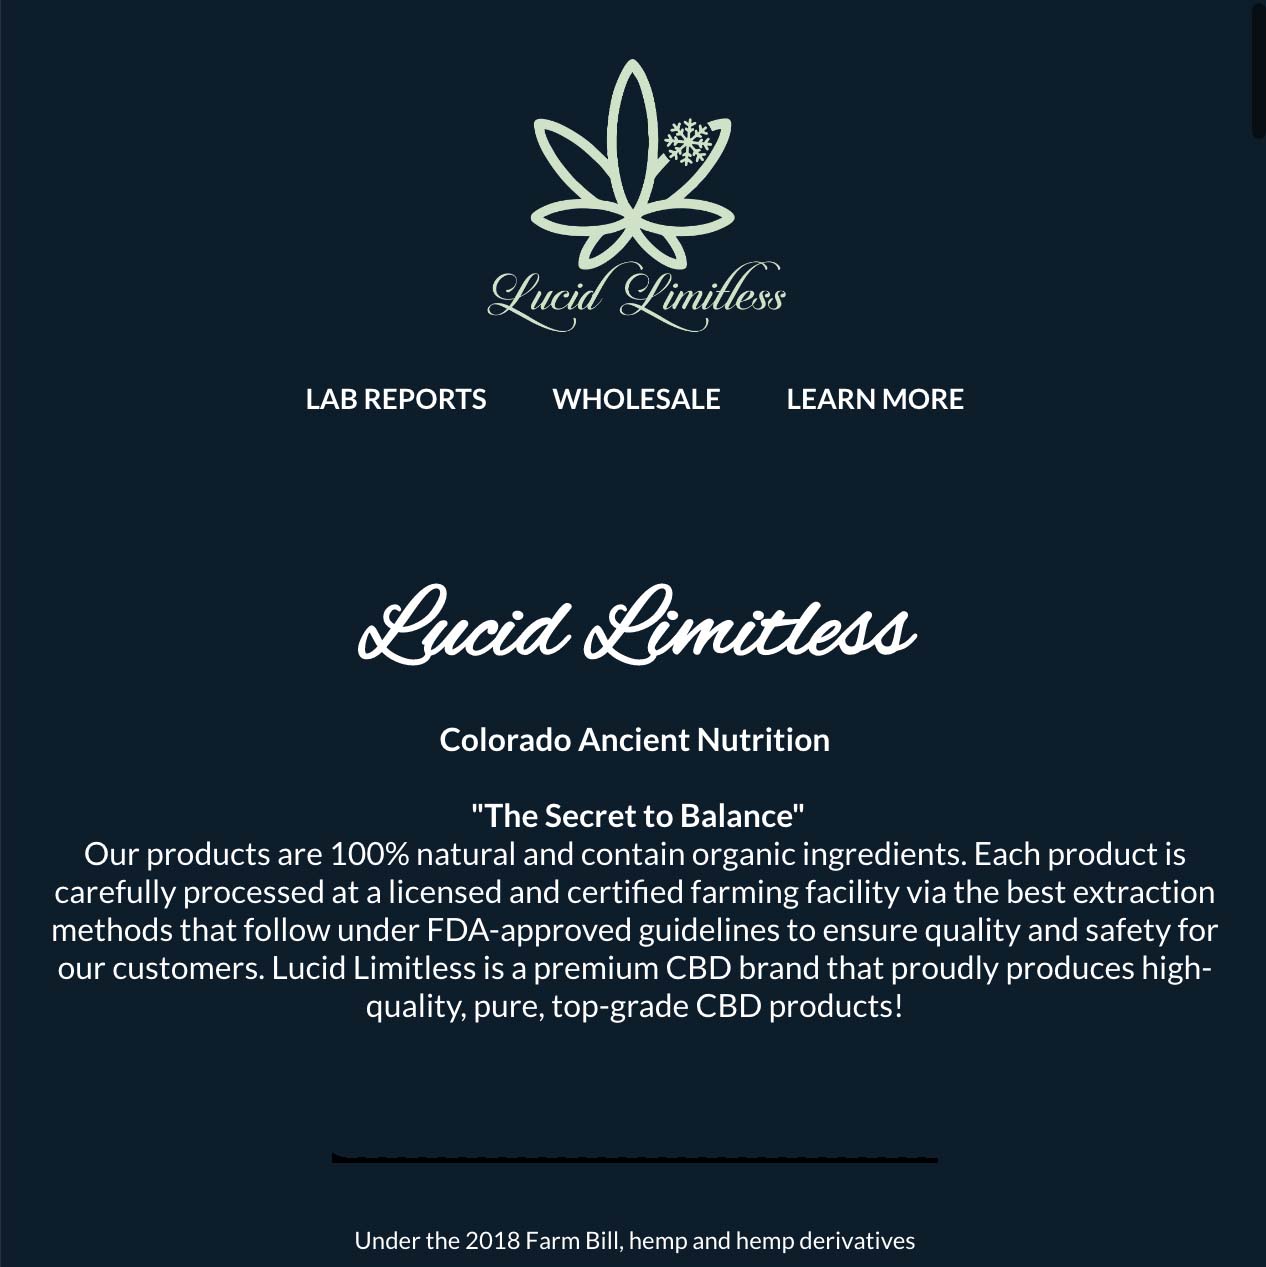 Lucid Limitless
LAB REPORTS WHOLESALE LEARN MORE
Lucid Limitless
Colorado Ancient Nutrition
"The Secret to Balance"
Our products are 100% natural and contain organic ingredients. Each product is
carefully processed at a licensed and certified farming facility via the best extraction
methods that follow under FDA-approved guidelines to ensure quality and safety for
our customers. Lucid Limitless is a premium CBD brand that proudly produces high-
quality, pure, top-grade CBD products!
Under the 2018 Farm Bill, hemp and hemp derivatives